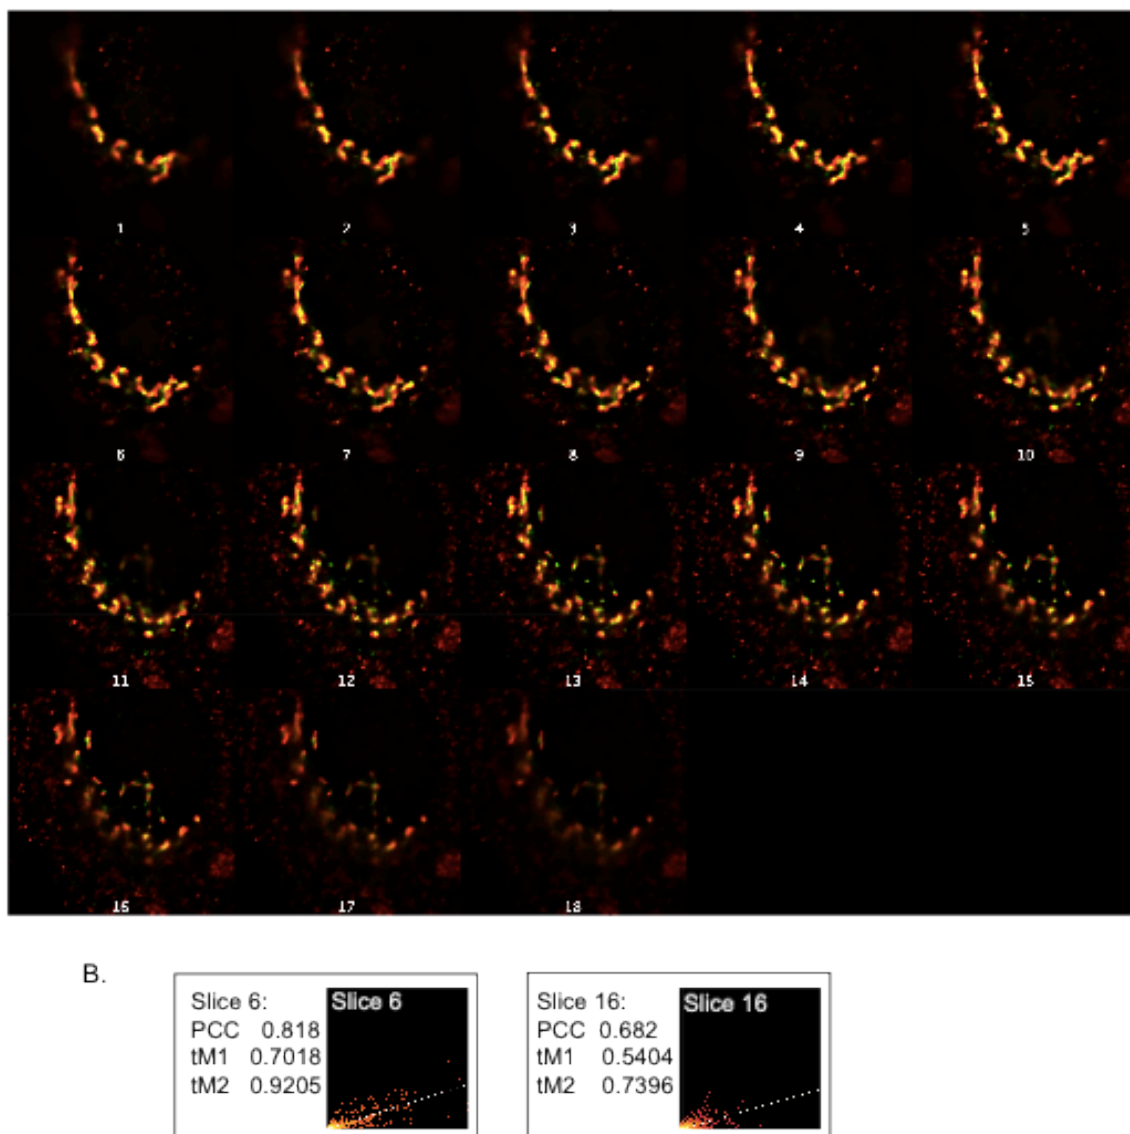 1 2 3 4 5
6 7 8 9 10
11 12 13 14 15
16 17 18
B.
Slice 6:
PCC 0.818
tM1 0.7018
tM2 0.9205
Slice 6
Slice 16:
PCC 0.682
tM1 0.5404
tM2 0.7396
Slice 16